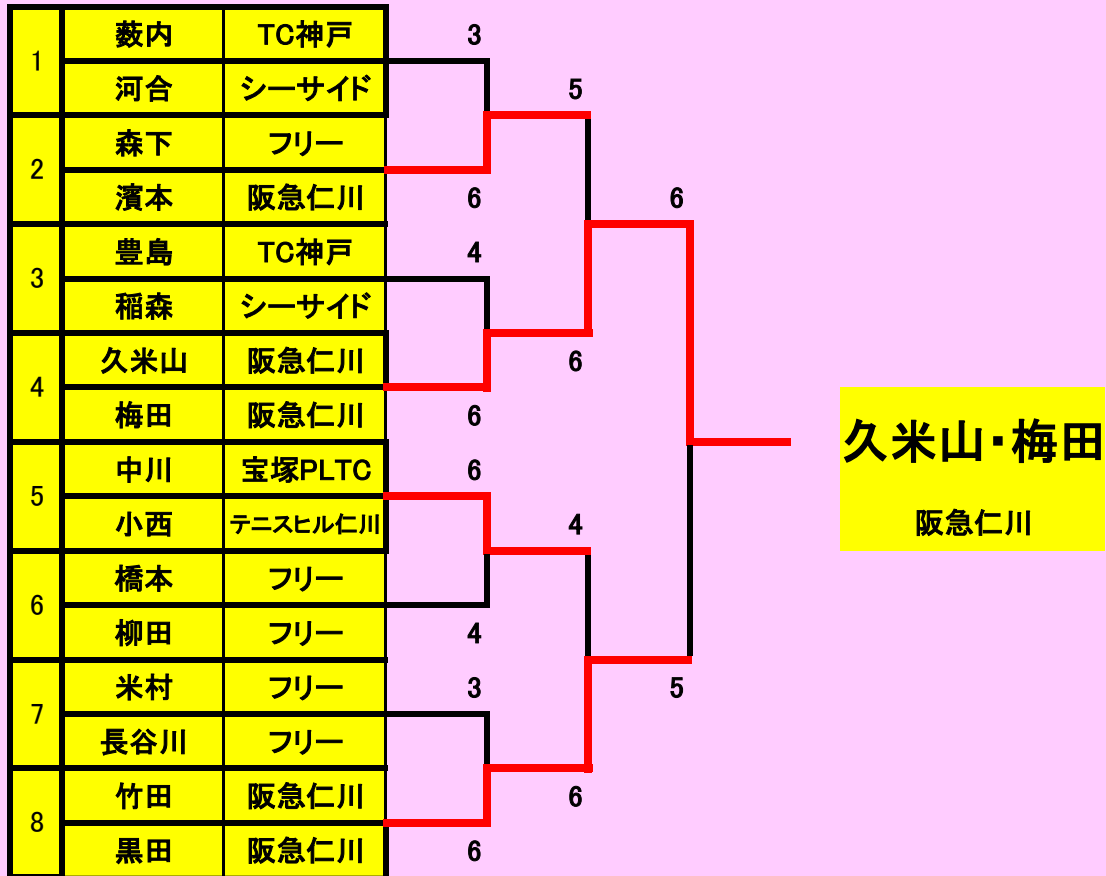 1 薮内 TC神戸 3
河合 シーサイド
5
2 森下 フリー
濱本 阪急仁川 6
6
3 豊島 TC神戸 4
稲森 シーサイド
6
4 久米山 阪急仁川
梅田 阪急仁川 6
久米山・梅田
阪急仁川
5 中川 宝塚PLTC 6
小西 テニスヒル仁川 4
6 橋本 フリー
柳田 フリー 4
7 米村 フリー 3
5
長谷川 フリー
8 竹田 阪急仁川 6
黒田 阪急仁川 6